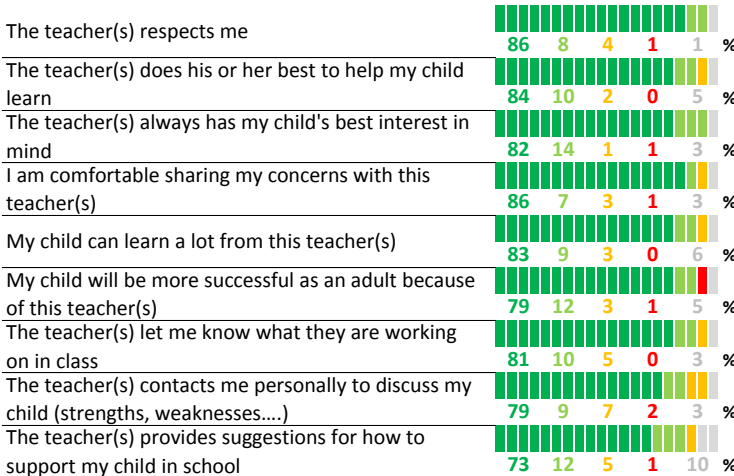 The teacher(s) respects me
86 8 4 1 1 %
The teacher(s) does his or her best to help my child
learn
84 10 2 0 5 %
The teacher(s) always has my child's best interest in
mind
82 14 1 1 3 %
I am comfortable sharing my concerns with this
teacher(s)
86 7 3 1 3 %
My child can learn a lot from this teacher(s)
83 9 3 0 6 %
My child will be more successful as an adult because
of this teacher(s)
79 12 3 1 5 %
The teacher(s) let me know what they are working
on in class
81 10 5 0 3 %
The teacher(s) contacts me personally to discuss my
child (strengths, weaknesses....)
79 9 7 2 3 %
The teacher(s) provides suggestions for how to
support my child in school
73 12 5 1 10 %